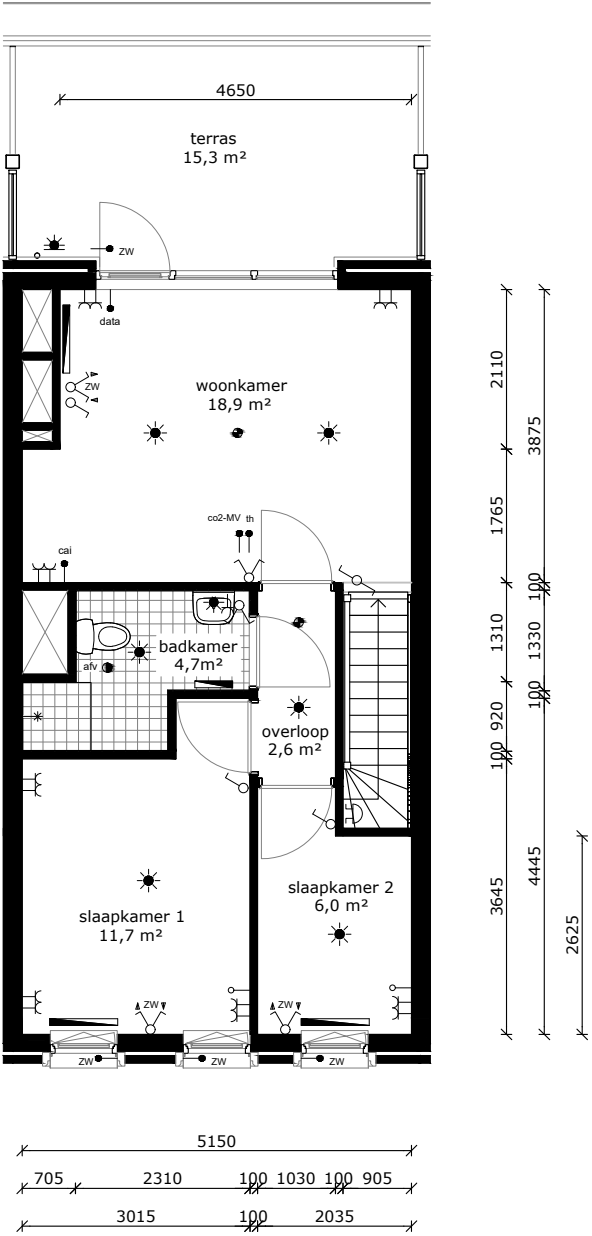 4650
terras
15,3 m²
ZW
data
woonkamer
18,9 m²
ZW
co2-MV th
cai
badkamer
4,7m²
afv
overloop
2,6 m²
slaapkamer 1
11,7 m²
slaapkamer 2
6,0 m²
ZW
ZW
ZW
ZW
ZW
2110
1765
1310
920
100
3645
3875
100
1330
100
4445
2625
5150
705 2310 100 1030 100 905
3015 100 2035